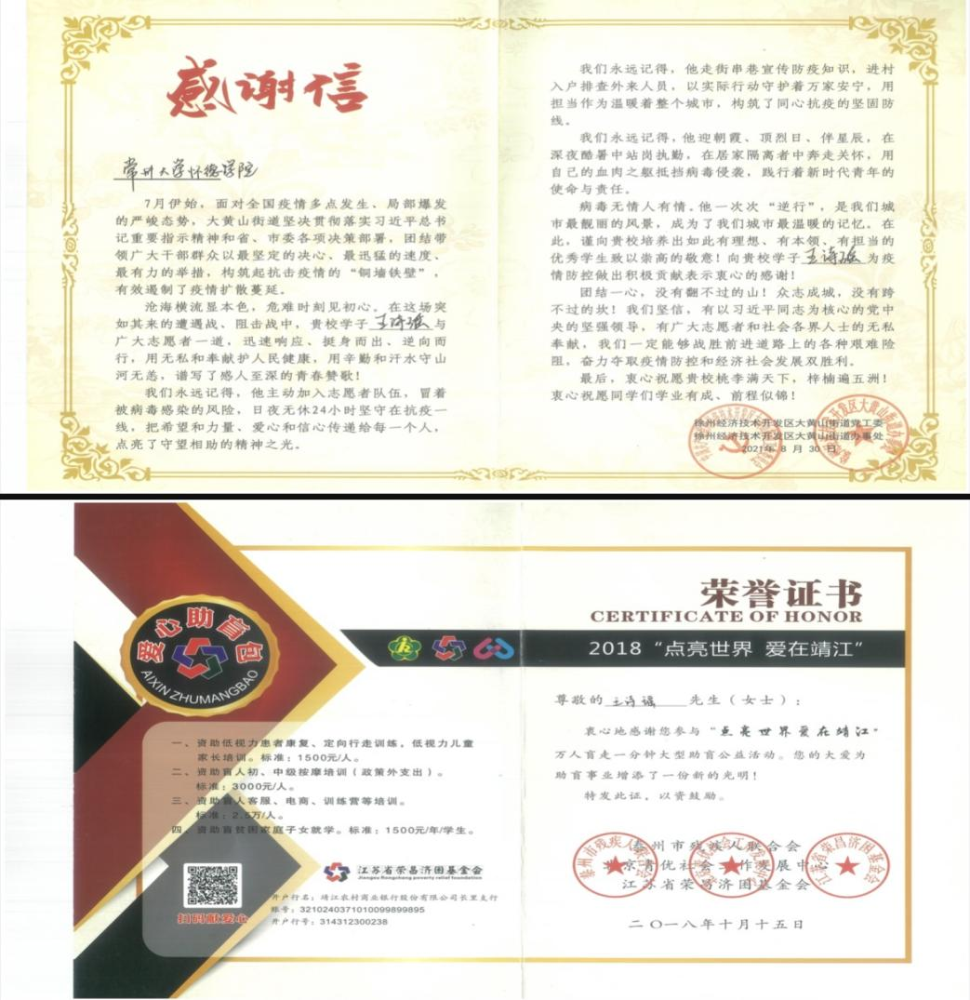 感谢信
常州大学怀德学院
7月伊始，面对全国疫情多点发生、局部爆发
的严峻态势，大黄山街道坚决贯彻落实习近平总书
记重要指示精神和省、市委各项决策部署，团结带
领广大干部群众以最坚定的决心、最迅猛的速度、
最有力的举措，构筑起抗击疫情的“铜墙铁壁”，
有效遏制了疫情扩散蔓延。
沧海横流显本色，危难时刻见初心。在这场突
如其来的遭遇战、阻击战中，贵校学子王诗瑶与
广大志愿者一道，迅速响应、挺身而出、逆向而
行，用无私和奉献护人民健康，用辛勤和汗水守山
河无恙，谱写了感人至深的青春赞歌！
我们永远记得，他主动加入志愿者队伍，冒着
被病毒感染的风险，日夜无休24小时坚守在抗疫一
线，把希望和力量、爱心和信心传递给每一个人，
点亮了守望相助的精神之光。
我们永远记得，他走街串巷宣传防疫知识，进村
入户排查外来人员，以实际行动守护着万家安宁，用
担当作为温暖着整个城市，构筑了同心抗疫的坚固防
线。
我们永远记得，他迎朝霞、顶烈日、伴星辰，在
深夜酷暑中站岗执勤，在居家隔离者中奔走关怀，用
自己的血肉之躯抵挡病毒侵袭，践行着新时代青年的
使命与责任。
病毒无情人有情。他一次次“逆行”，是我们城
市最靓丽的风景，成为了我们城市最温暖的记忆。在
此，谨向贵校培养出如此有理想、有本领、有担当的
优秀学生致以崇高的敬意！向贵校学子王诗瑶为疫
情防控做出积极贡献表示衷心的感谢！
团结一心，没有翻不过的山！众志成城，没有跨
不过的坎！我们坚信，有以习近平同志为核心的党中
央的坚强领导，有广大志愿者和社会各界人士的无私
奉献，我们一定能够战胜前进道路上的各种艰难险
阻，奋力夺取疫情防控和经济社会发展双胜利。
最后，衷心祝愿贵校桃李满天下，梓楠遍五洲！
衷心祝愿同学们学业有成、前程似锦！
徐州经济技术开发区大黄山街道党工委
徐州经济技术开发区大黄山街道办事处
2021年8月30日
爱心助盲包
AIXIN ZHUMANGBAO
一、资助低视力患者康复、定向行走训练，低视力儿童
家长培训。标准：1500元/人。
二、资助盲人初、中级按摩培训（政策外支出）。
标准：3000元/人。
三、资助盲人客服、电商、训练营等培训。
标准：2.5万/人。
四、资助盲贫困家庭子女就学。标准：1500元/年/学生。
扫码献爱心
江苏省荣昌济困基金会
Jiangsu Rongchang poverty relief foundation
开户行名：靖江农村商业银行股份有限公司长里支行
账号：3210240371010099899895
开户行号：314312300238
荣誉证书
CERTIFICATE OF HONOR
2018“点亮世界 爱在靖江”
尊敬的王诗瑶先生（女士）：
衷心地感谢您参与“点亮世界爱在靖江”
万人盲走一分钟大型助盲公益活动。您的大爱为
助盲事业增添了一份新的光明！
特发此证，以资鼓励。
泰州市残疾人联合会
北京青优社会工作发展中心
江苏省荣昌济困基金会
二〇一八年十月十五日